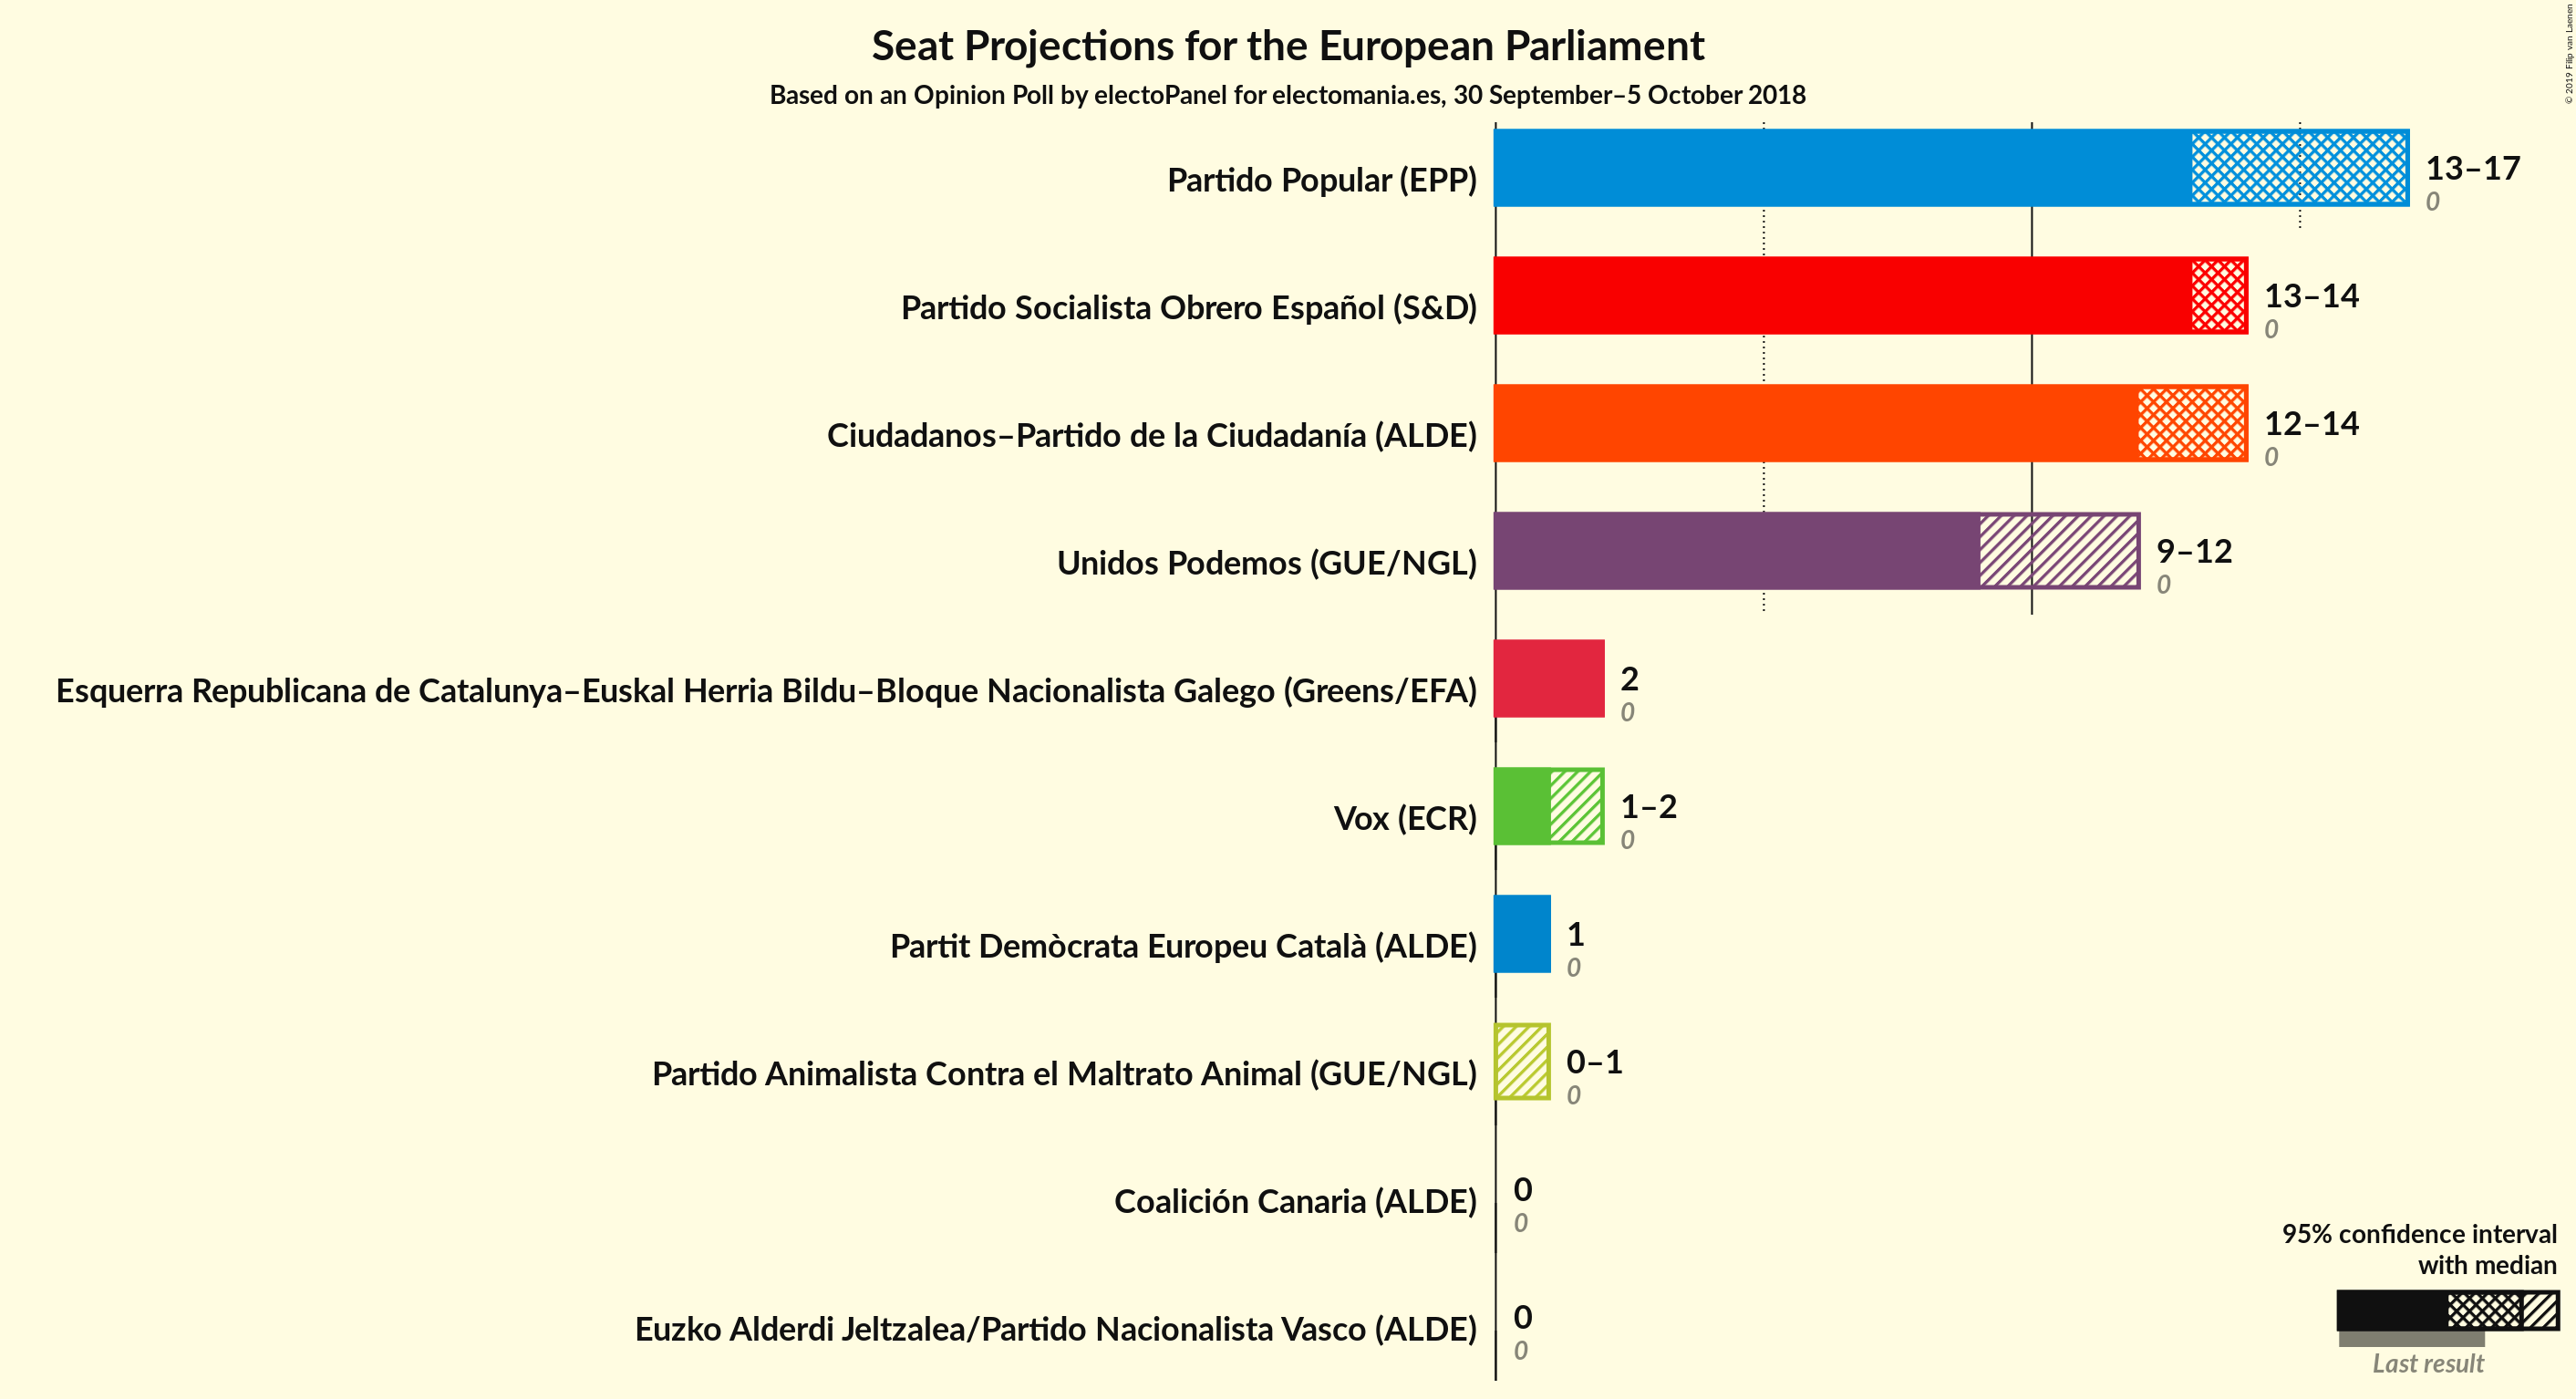 Seat Projections for the European Parliament
Based on an Opinion Poll by electoPanel for electomania.es, 30 September–5 October 2018
© 2019 Filip van Laenen
Partido Popular (EPP)
13–17
0
Partido Socialista Obrero Español (S&D)
13–14
0
Ciudadanos–Partido de la Ciudadanía (ALDE)
12–14
0
Unidos Podemos (GUE/NGL)
9–12
0
Esquerra Republicana de Catalunya–Euskal Herria Bildu–Bloque Nacionalista Galego (Greens/EFA)
2
0
Vox (ECR)
1–2
0
Partit Demòcrata Europeu Català (ALDE)
1
0
Partido Animalista Contra el Maltrato Animal (GUE/NGL)
0–1
0
Coalición Canaria (ALDE)
0
0
Euzko Alderdi Jeltzalea/Partido Nacionalista Vasco (ALDE)
0
0
95% confidence interval
with median
Last result